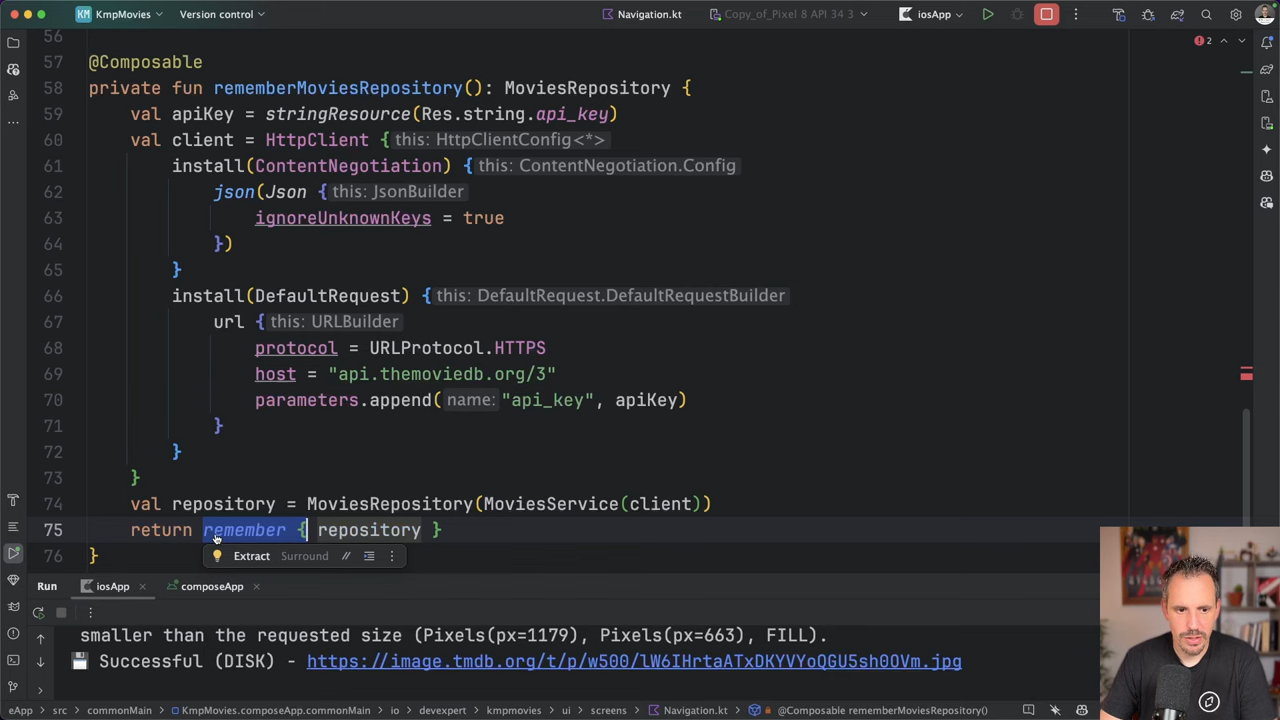 KM KmpMovies Version control Navigation.kt Copy_of_Pixel 8 API 34 3 iosApp
56
57 @Composable 2
58 private fun rememberMoviesRepository(): MoviesRepository {
59 val apiKey = stringResource(Res.string.api_key)
60 val client = HttpClient { this: HttpClientConfig<*>
61 install(ContentNegotiation) { this: ContentNegotiation.Config
62 json(Json { this: JsonBuilder
63 ignoreUnknownKeys = true
64 })
65 }
66 install(DefaultRequest) { this: DefaultRequest.DefaultRequestBuilder
67 url { this: URLBuilder
68 protocol = URLProtocol.HTTPS
69 host = "api.themoviedb.org/3"
70 parameters.append( name: "api_key", apiKey)
71 }
72 }
73 }
74 val repository = MoviesRepository(MoviesService(client))
75 return remember { repository }
76 }
Extract Surround //
Run iosApp composeApp
smaller than the requested size (Pixels(px=1179), Pixels(px=663), FILL).
💾 Successful (DISK) - https://image.tmdb.org/t/p/w500/lW6IHrtaATxDKYVYoQGU5sh0OVm.jpg
eApp > src > commonMain > KmpMovies.composeApp.commonMain > io > devexpert > kmpmovies > ui > screens > Navigation.kt > @Composable rememberMoviesRepository()